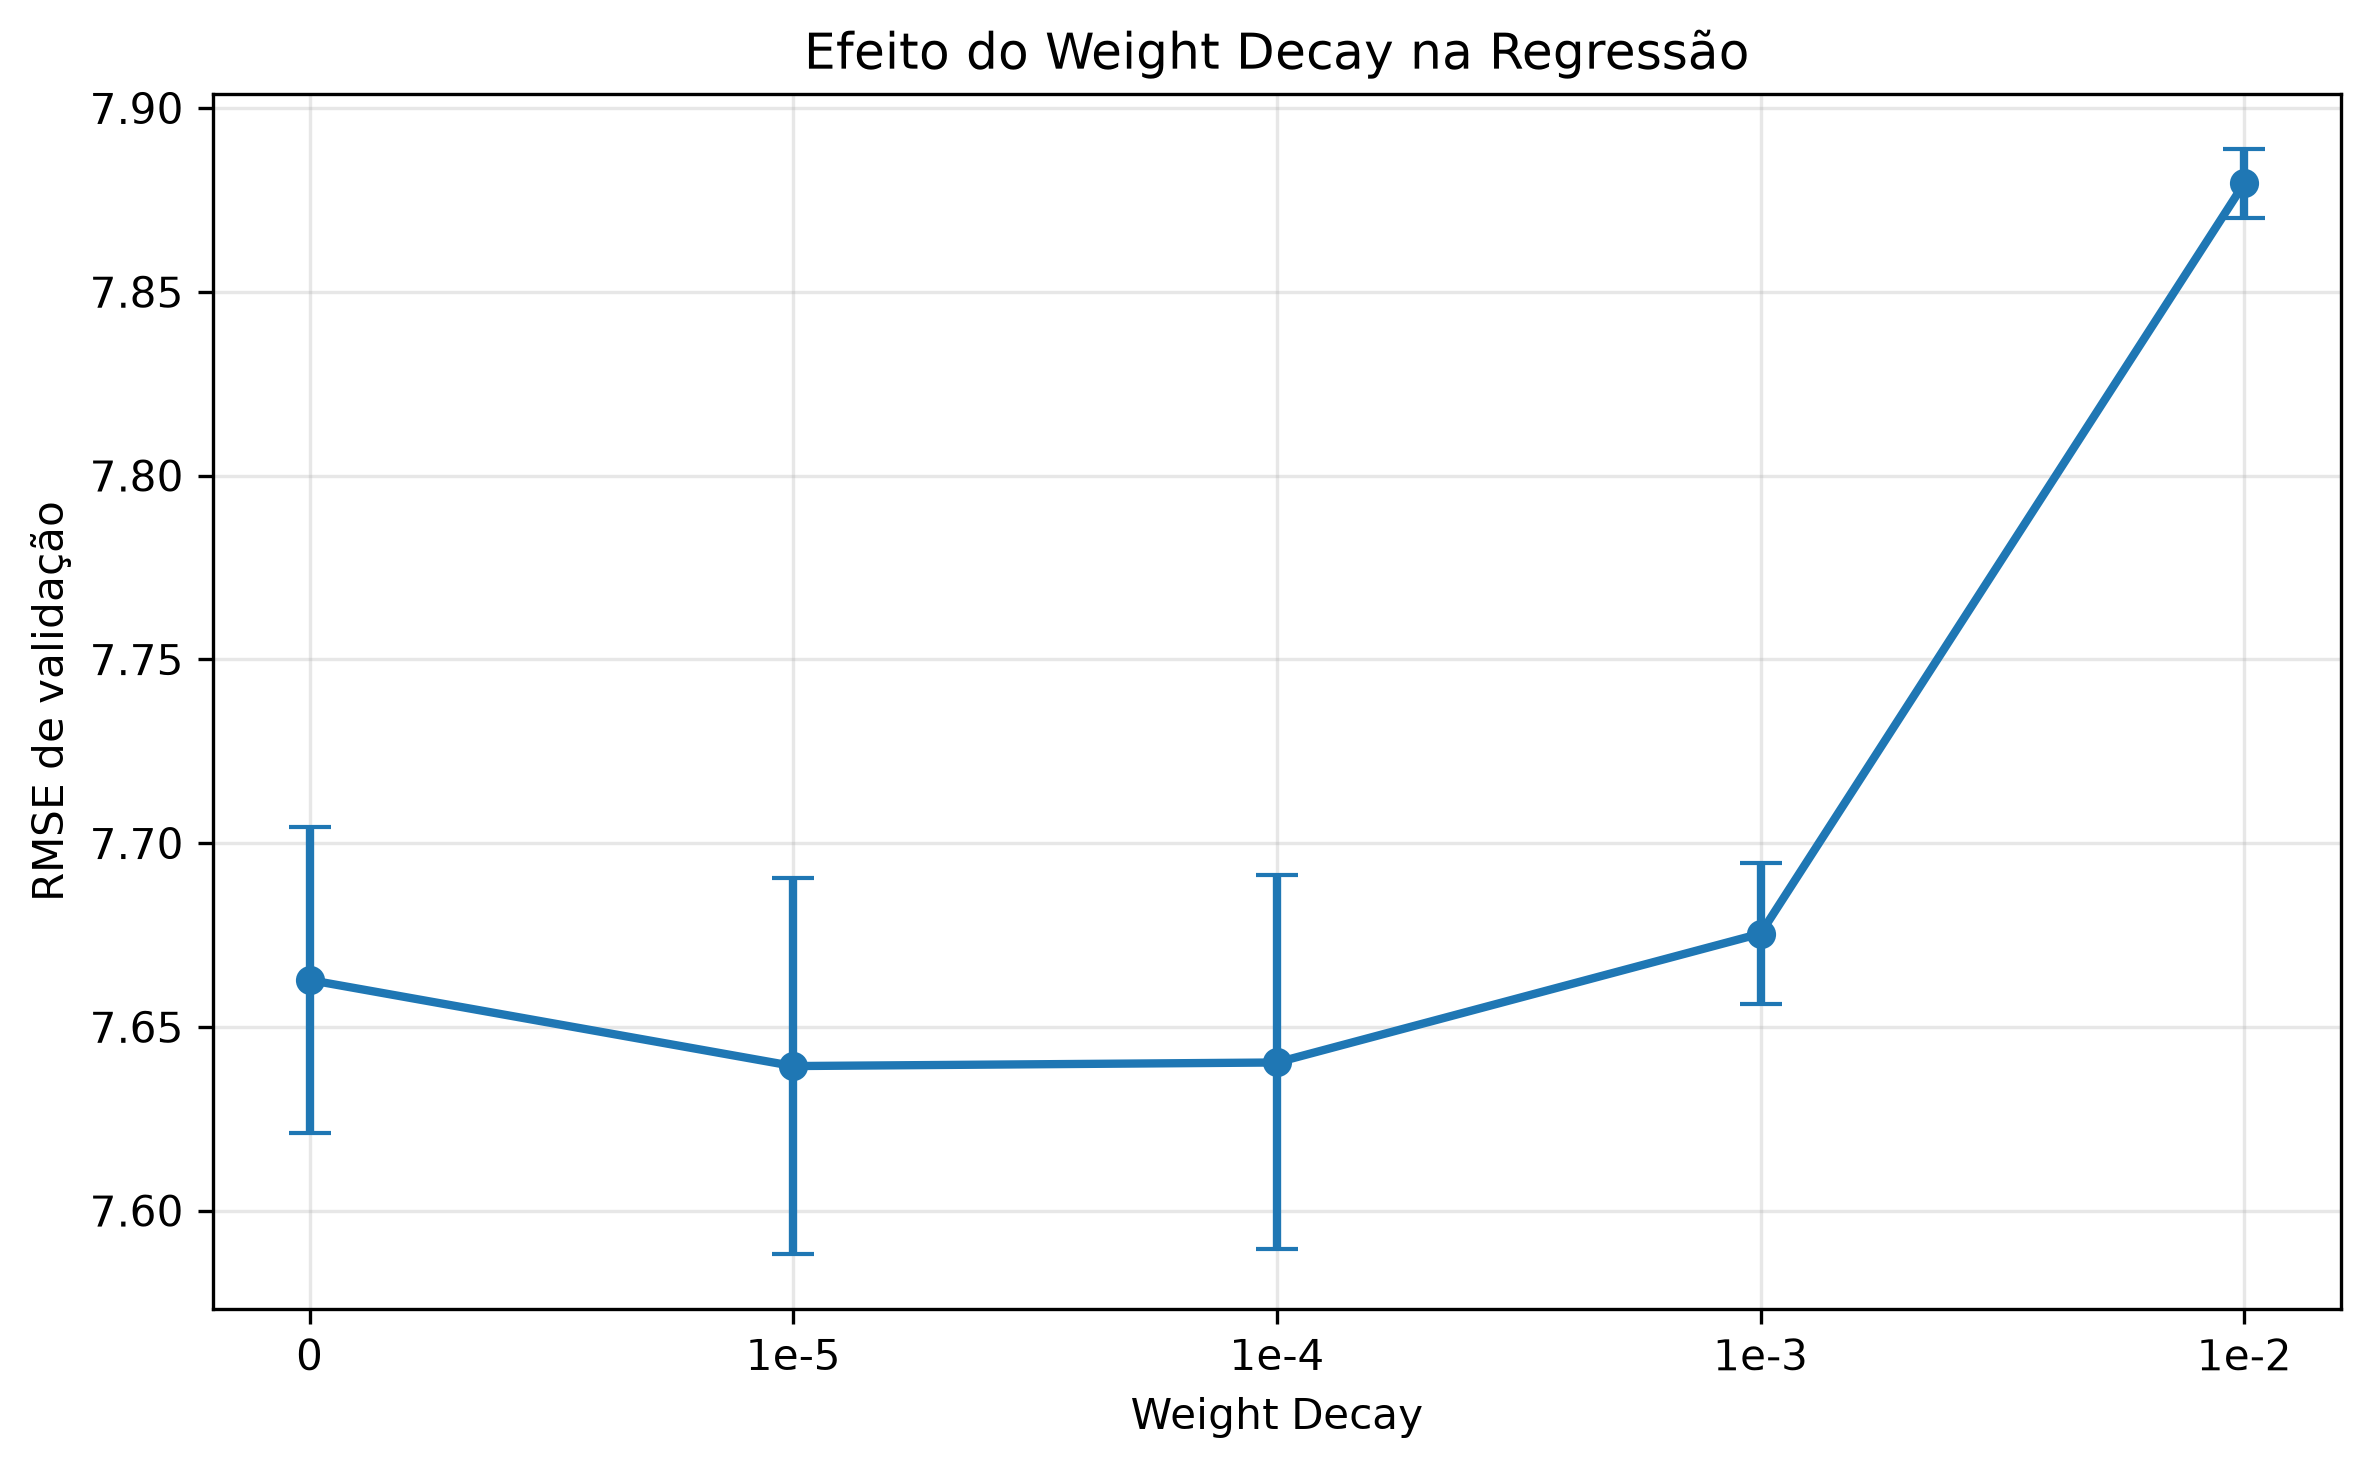 Efeito do Weight Decay na Regressão
RMSE de validação
7.90
7.85
7.80
7.75
7.70
7.65
7.60
0 1e-5 1e-4 1e-3 1e-2
Weight Decay